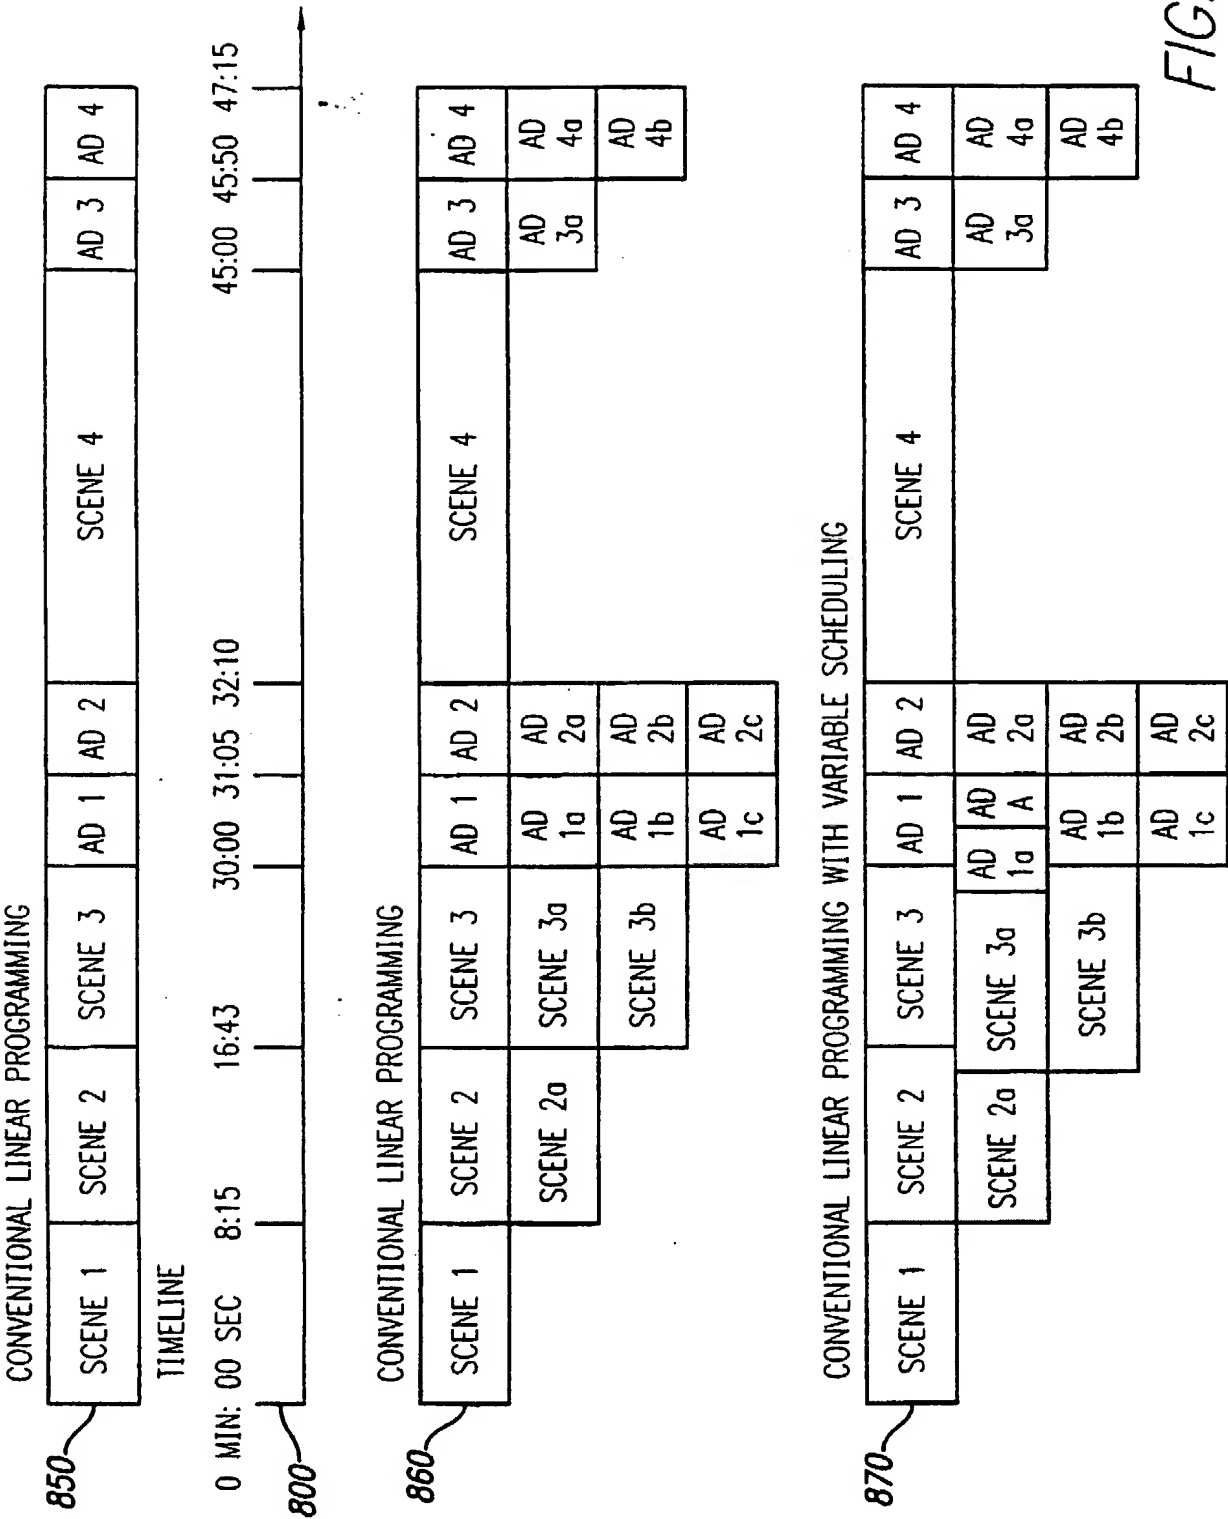 CONVENTIONAL LINEAR PROGRAMMING
850
SCENE 1 SCENE 2 SCENE 3 AD 1 AD 2 SCENE 4 AD 3 AD 4
TIMELINE
0 MIN: 00 SEC 8:15 16:43 30:00 31:05 32:10 45:00 45:50 47:15
800
CONVENTIONAL LINEAR PROGRAMMING
860
SCENE 1 SCENE 2 SCENE 3 AD 1 AD 2 SCENE 4 AD 3 AD 4
SCENE 2a SCENE 3a AD 1a AD 2a AD 3a AD 4a
SCENE 3b AD 1b AD 2b AD 4b
AD 1c AD 2c
CONVENTIONAL LINEAR PROGRAMMING WITH VARIABLE SCHEDULING
870
SCENE 1 SCENE 2 SCENE 3 AD 1 AD 2 SCENE 4 AD 3 AD 4
SCENE 2a SCENE 3a AD 1a AD A AD 2a AD 3a AD 4a
SCENE 3b AD 1b AD 2b AD 4b
AD 1c AD 2c
FIG.